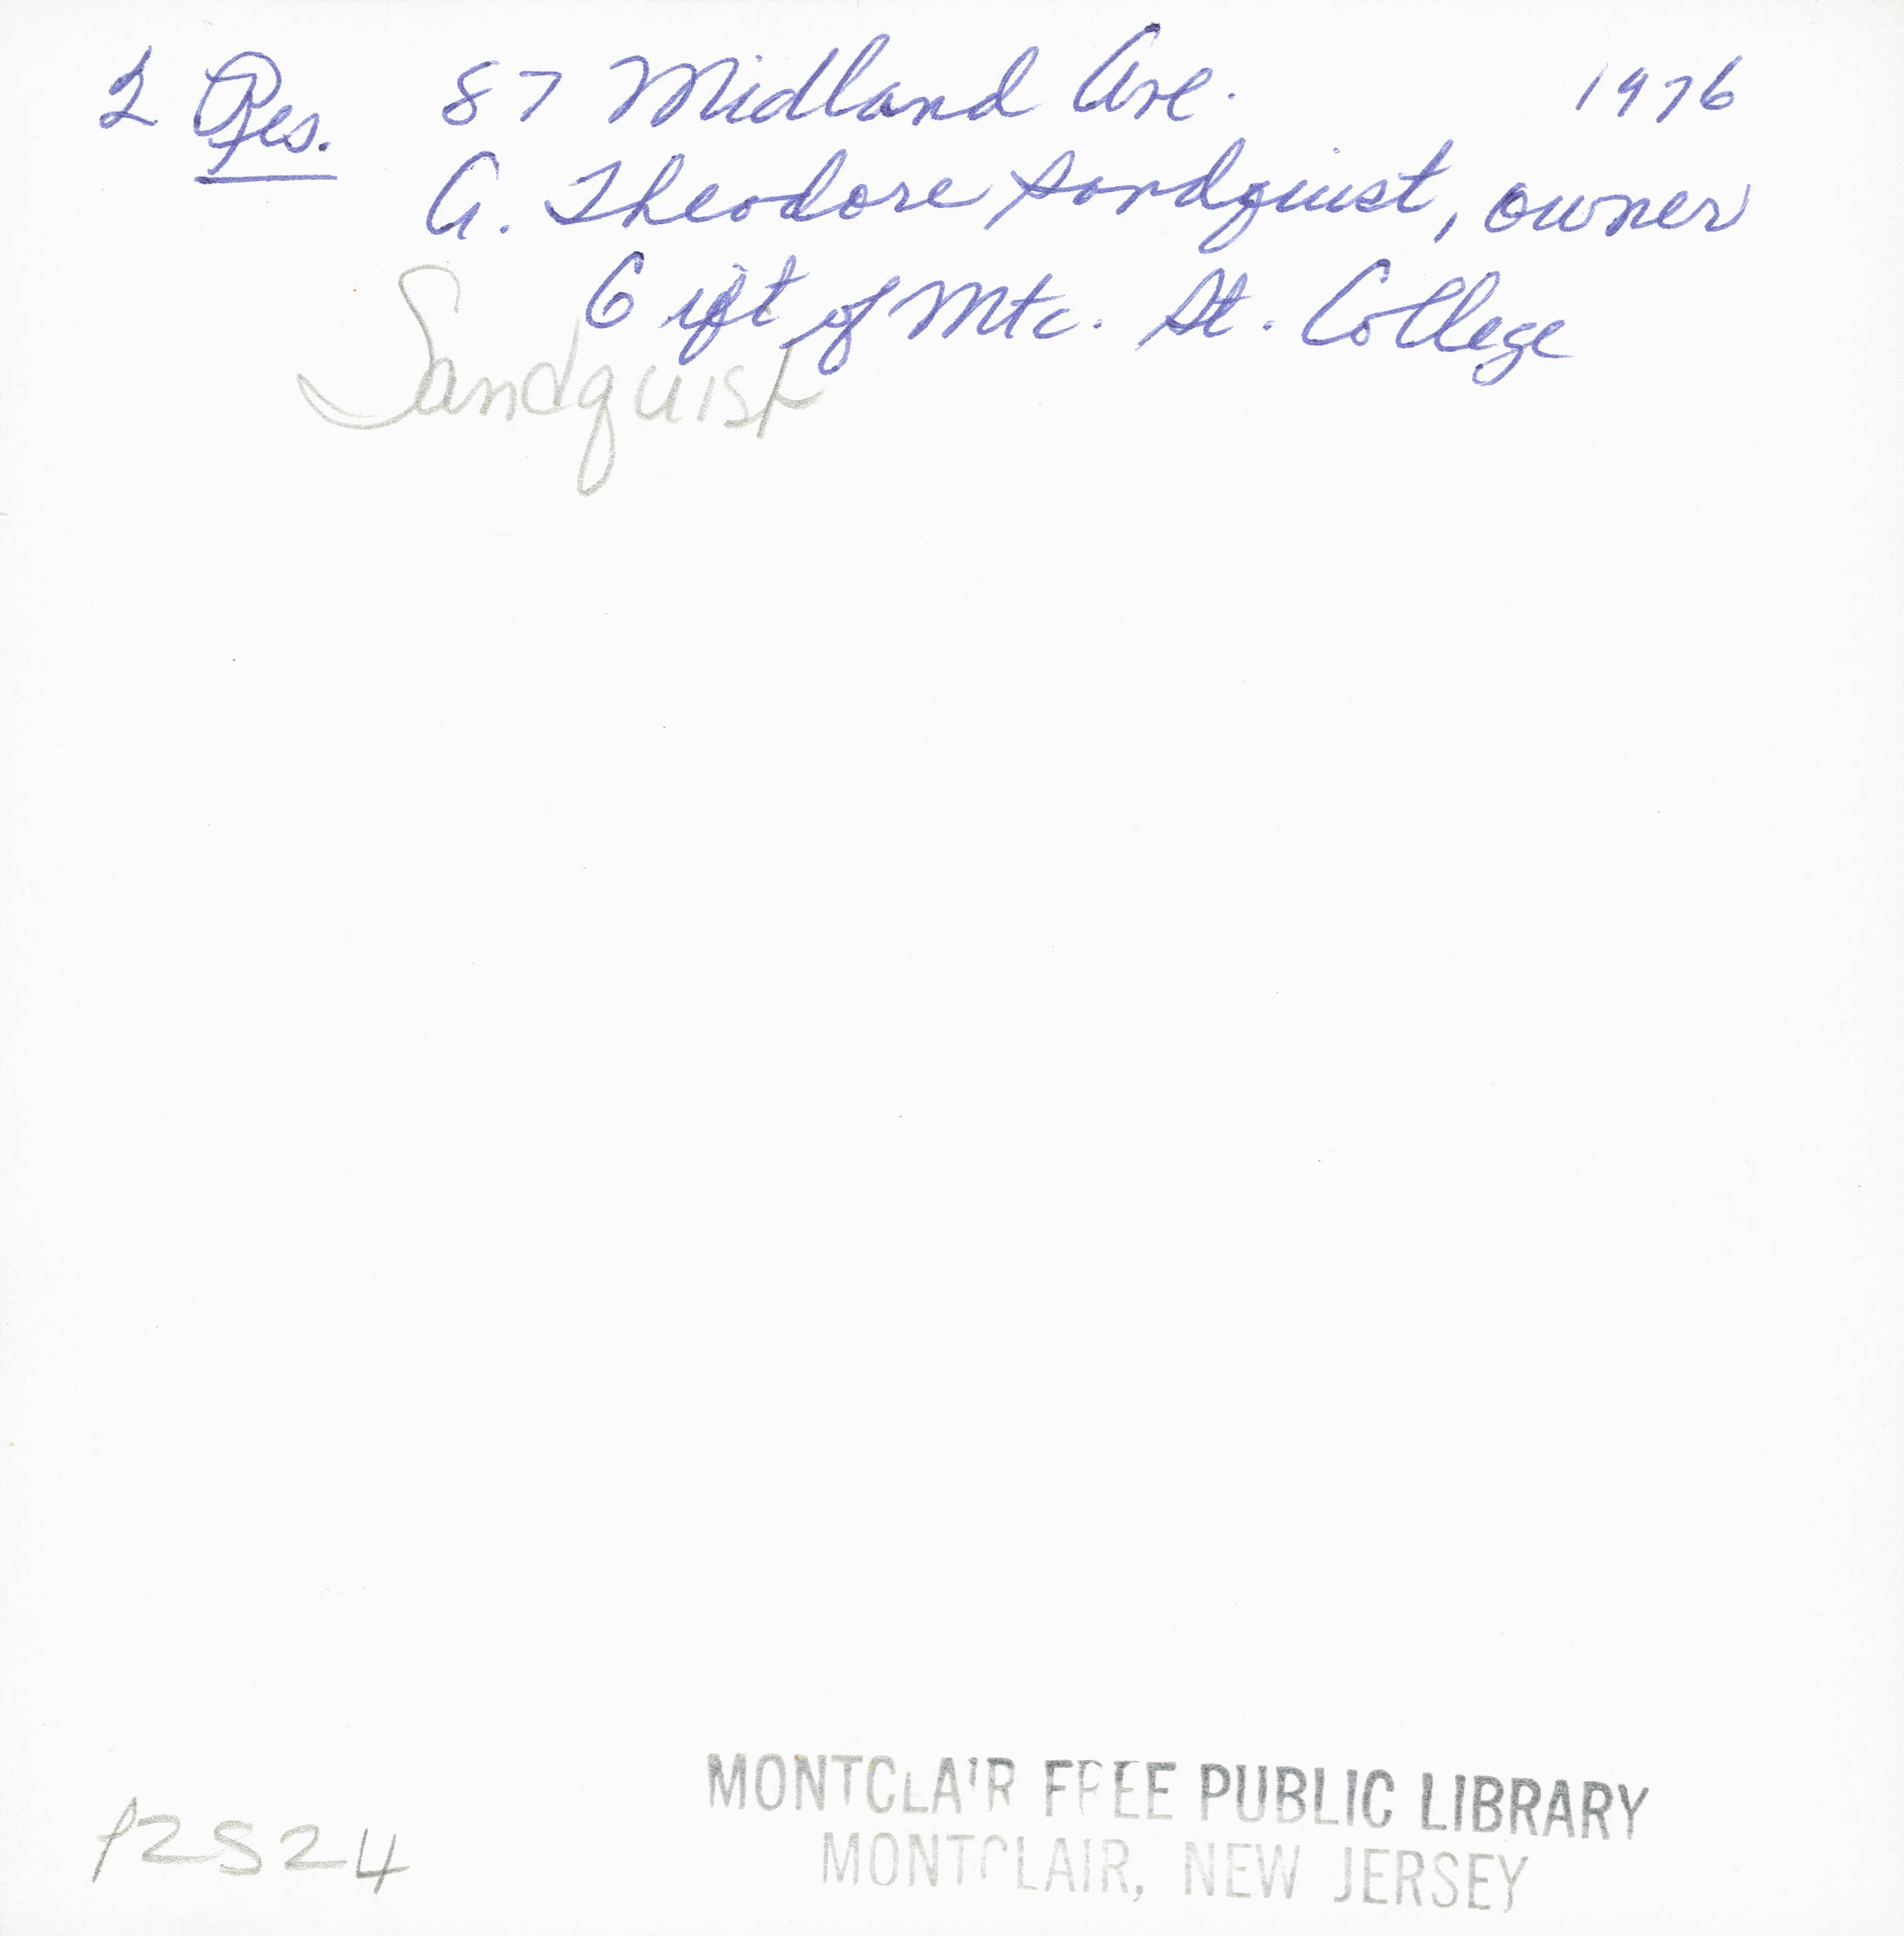 2 Res. 87 Midland Ave. 1976
A. Theodore Sandquist, owner
Gift of Mtc. St. College
Sandquist
MONTCLAIR FREE PUBLIC LIBRARY
MONTCLAIR, NEW JERSEY
12524